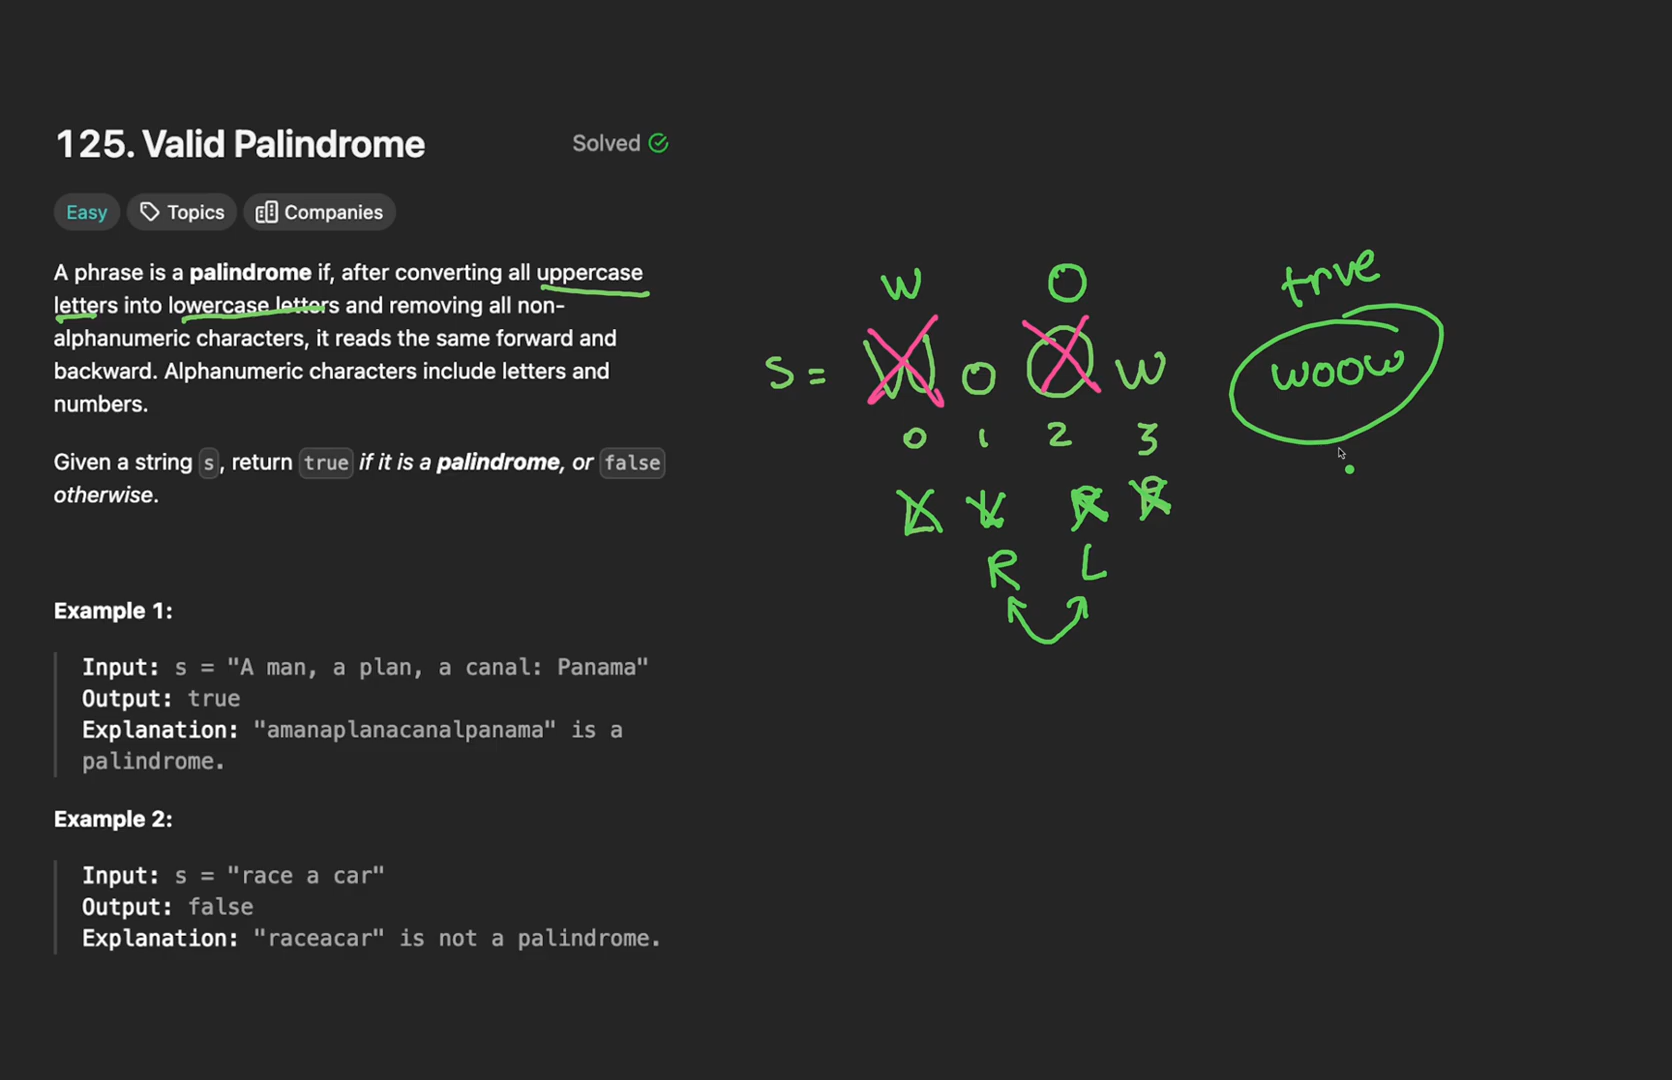 125. Valid Palindrome
Solved
Easy
Topics
Companies
A phrase is a palindrome if, after converting all uppercase
letters into lowercase letters and removing all non-
alphanumeric characters, it reads the same forward and
backward. Alphanumeric characters include letters and
numbers.
Given a string s, return true if it is a palindrome, or false
otherwise.
Example 1:
Input: s = "A man, a plan, a canal: Panama"
Output: true
Explanation: "amanaplanacanalpanama" is a
palindrome.
Example 2:
Input: s = "race a car"
Output: false
Explanation: "raceacar" is not a palindrome.
w O
S = W o O w
0 1 2 3
L L R R
R L
true
woow